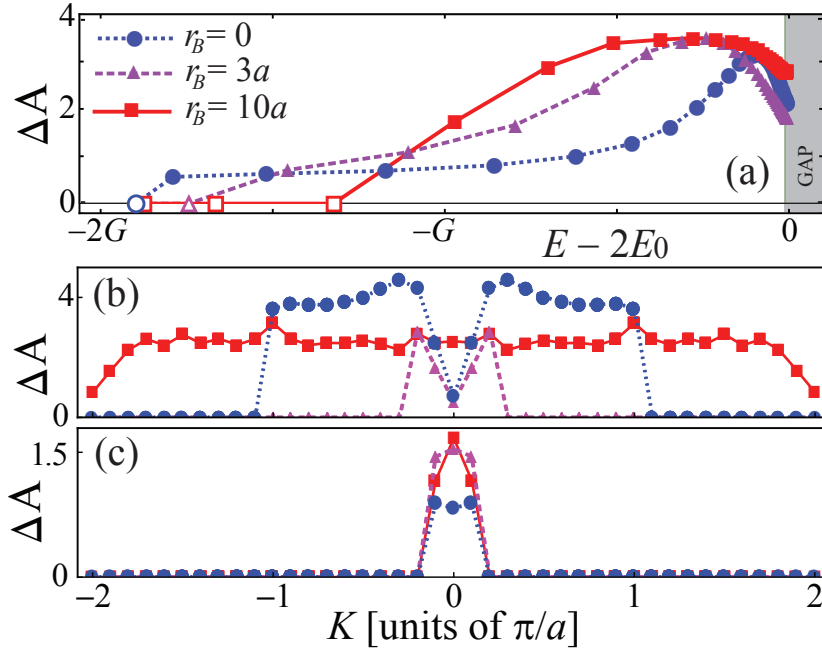 4
2
0
ΔA
r_B = 0
r_B = 3a
r_B = 10a
(a)
GAP
-2G
-G
E - 2E0
0
(b)
4
0
ΔA
(c)
1.5
0
ΔA
-2
-1
0
1
2
K [units of π/a]